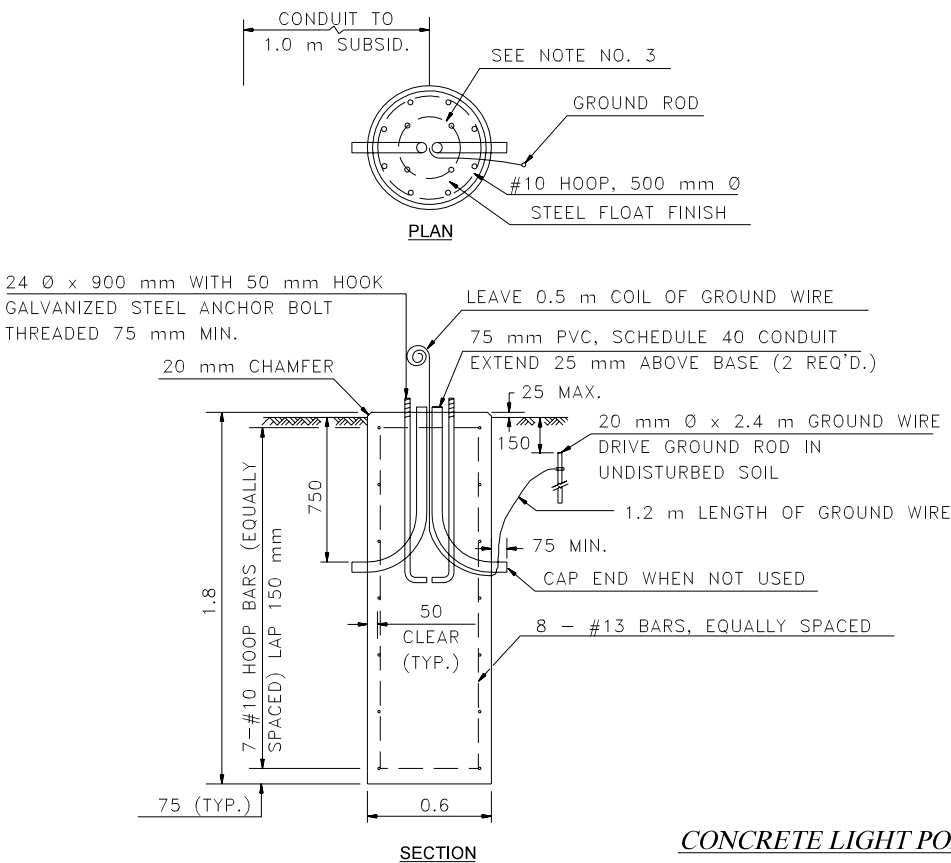 CONDUIT TO
1.0 m SUBSID.
SEE NOTE NO. 3
GROUND ROD
#10 HOOP, 500 mm Ø
STEEL FLOAT FINISH
PLAN
24 Ø x 900 mm WITH 50 mm HOOK
GALVANIZED STEEL ANCHOR BOLT
THREADED 75 mm MIN.
LEAVE 0.5 m COIL OF GROUND WIRE
75 mm PVC, SCHEDULE 40 CONDUIT
EXTEND 25 mm ABOVE BASE (2 REQ'D.)
20 mm CHAMFER
25 MAX.
150
20 mm Ø x 2.4 m GROUND WIRE
DRIVE GROUND ROD IN
UNDISTURBED SOIL
750
1.2 m LENGTH OF GROUND WIRE
75 MIN.
CAP END WHEN NOT USED
1.8
7-#10 HOOP BARS (EQUALLY
SPACED) LAP 150 mm
50
CLEAR
(TYP.)
8 - #13 BARS, EQUALLY SPACED
75 (TYP.)
0.6
SECTION
CONCRETE LIGHT PO